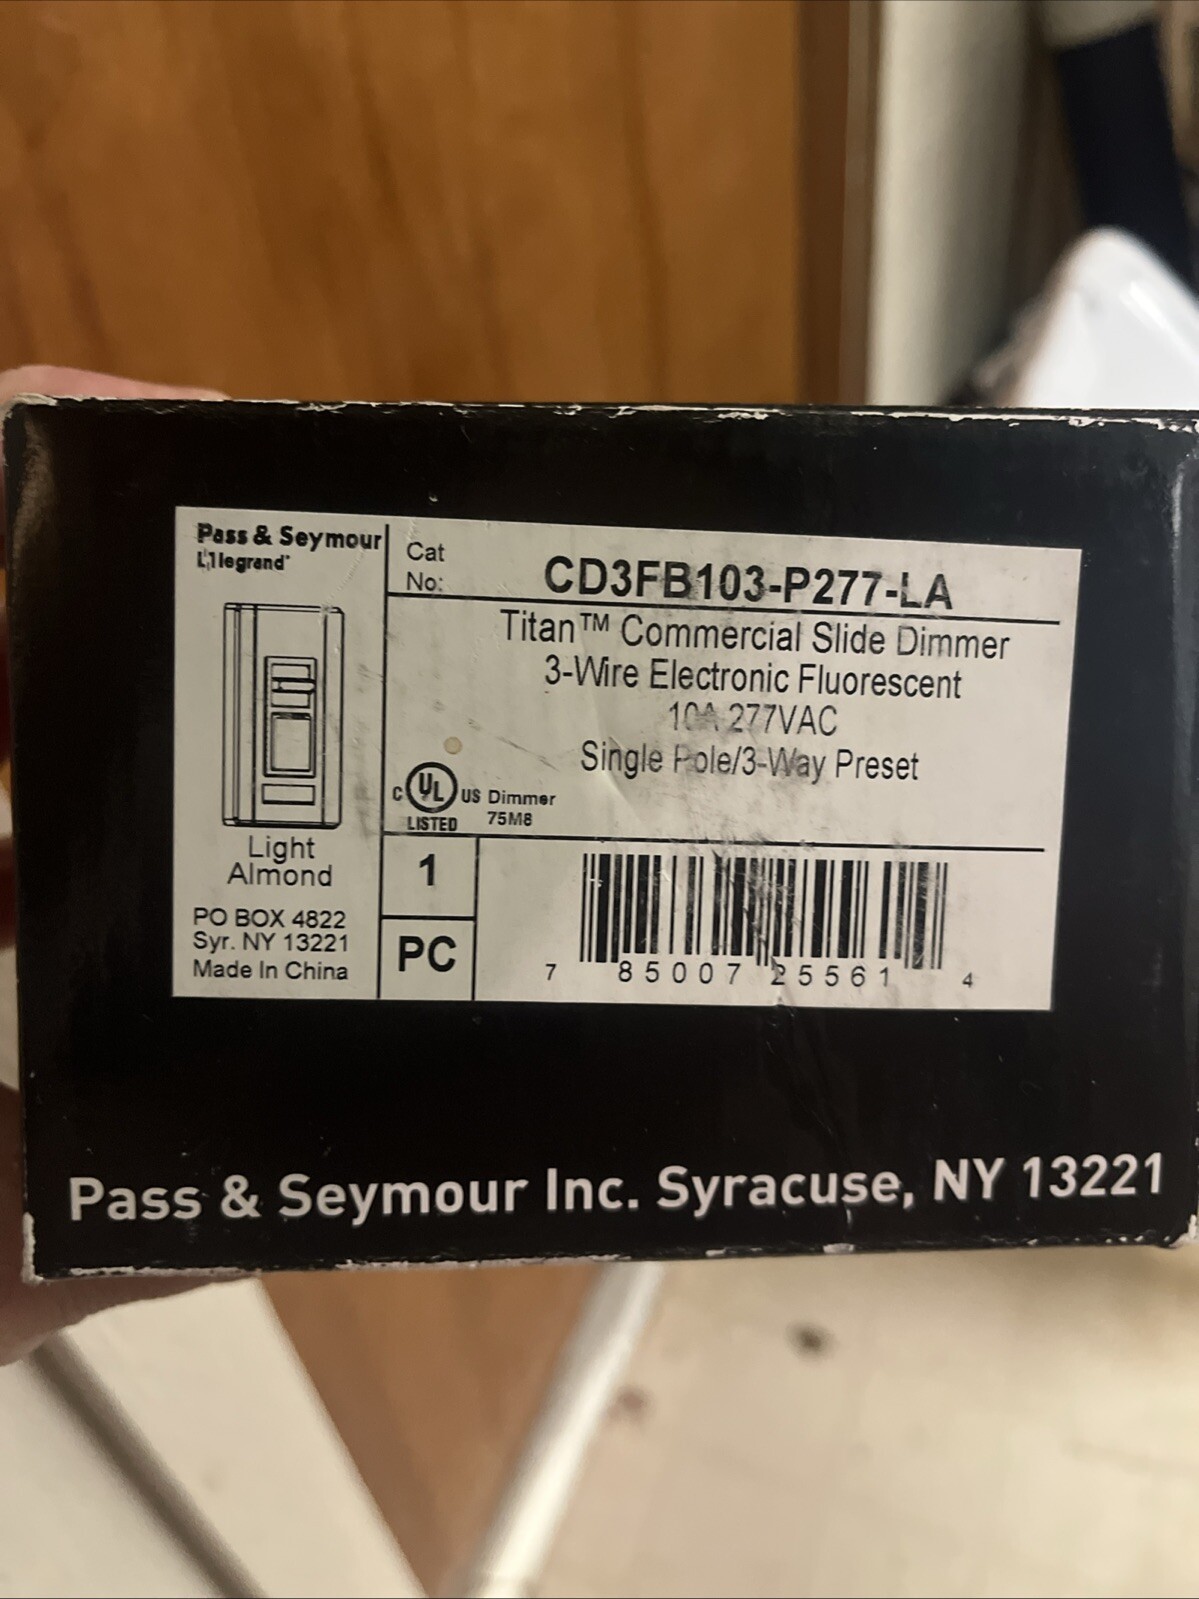 Pass & Seymour
legrand
Cat
No:
CD3FB103-P277-LA
Titan™ Commercial Slide Dimmer
3-Wire Electronic Fluorescent
10A 277VAC
Single Pole/3-Way Preset
C UL US Dimmer
LISTED 75M8
Light
Almond
1
PO BOX 4822
Syr. NY 13221
Made In China
PC
7 85007 25561 4
Pass & Seymour Inc. Syracuse, NY 13221